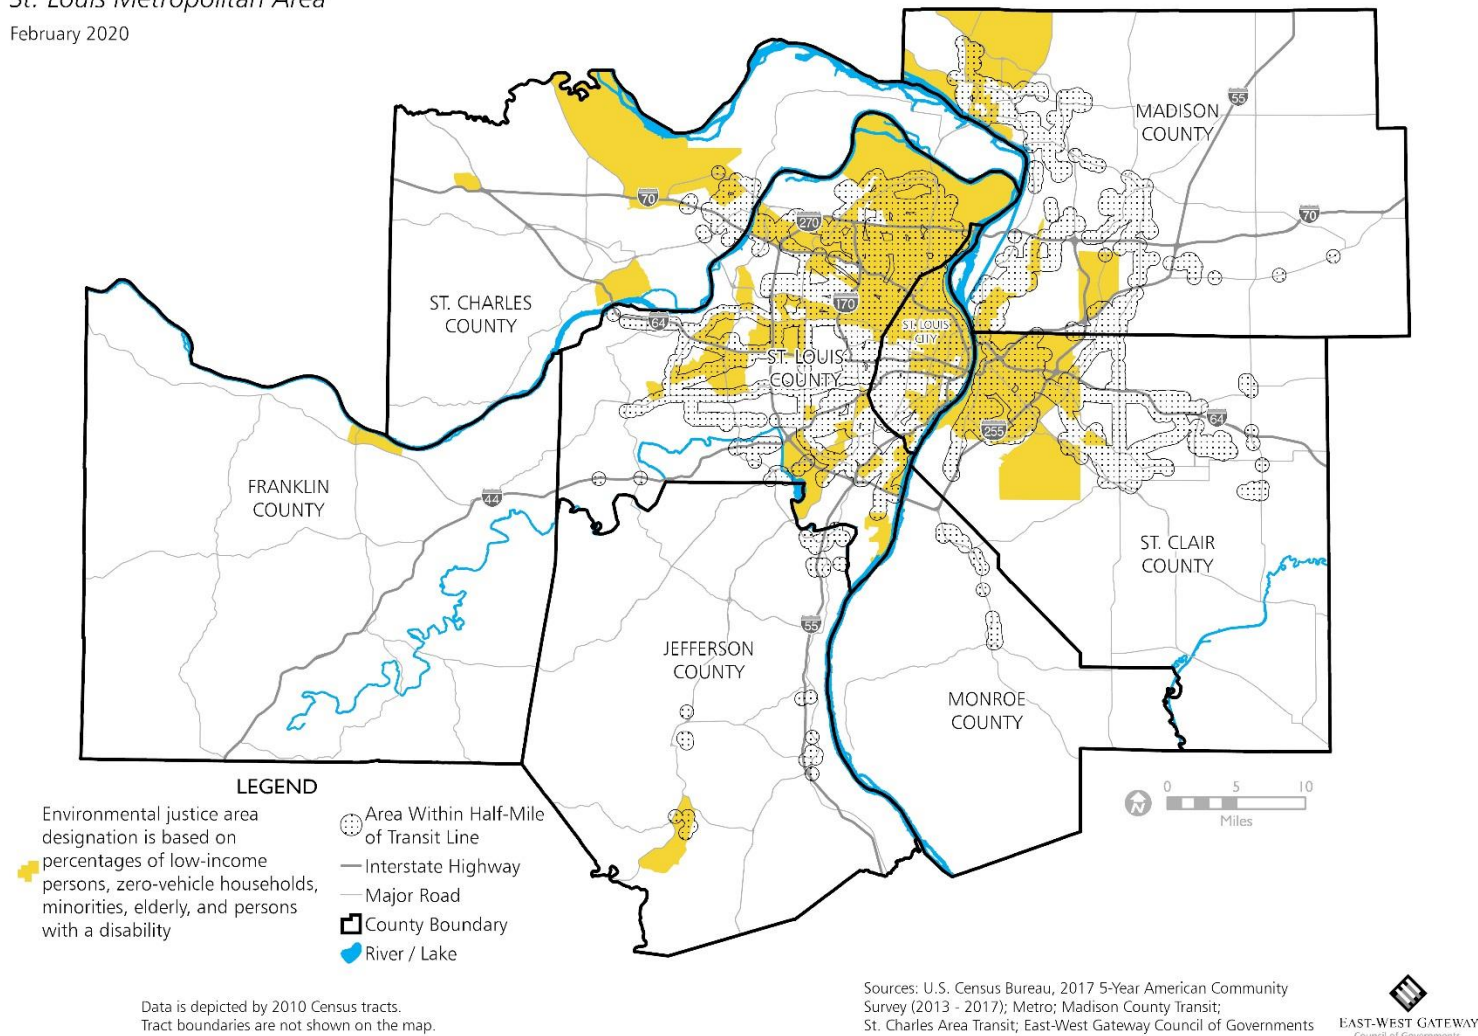 St. Louis Metropolitan Area
February 2020
MADISON
COUNTY
55
70
270
70
ST. CHARLES
COUNTY
64
170
ST. LOUIS
CITY
ST. LOUIS
COUNTY
64
255
FRANKLIN
COUNTY
44
ST. CLAIR
COUNTY
55
JEFFERSON
COUNTY
MONROE
COUNTY
N
0 5 10
Miles
LEGEND
Environmental justice area
designation is based on
percentages of low-income
persons, zero-vehicle households,
minorities, elderly, and persons
with a disability
Area Within Half-Mile
of Transit Line
Interstate Highway
Major Road
County Boundary
River / Lake
Data is depicted by 2010 Census tracts.
Tract boundaries are not shown on the map.
Sources: U.S. Census Bureau, 2017 5-Year American Community
Survey (2013 - 2017); Metro; Madison County Transit;
St. Charles Area Transit; East-West Gateway Council of Governments
EAST-WEST GATEWAY
Council of Governments